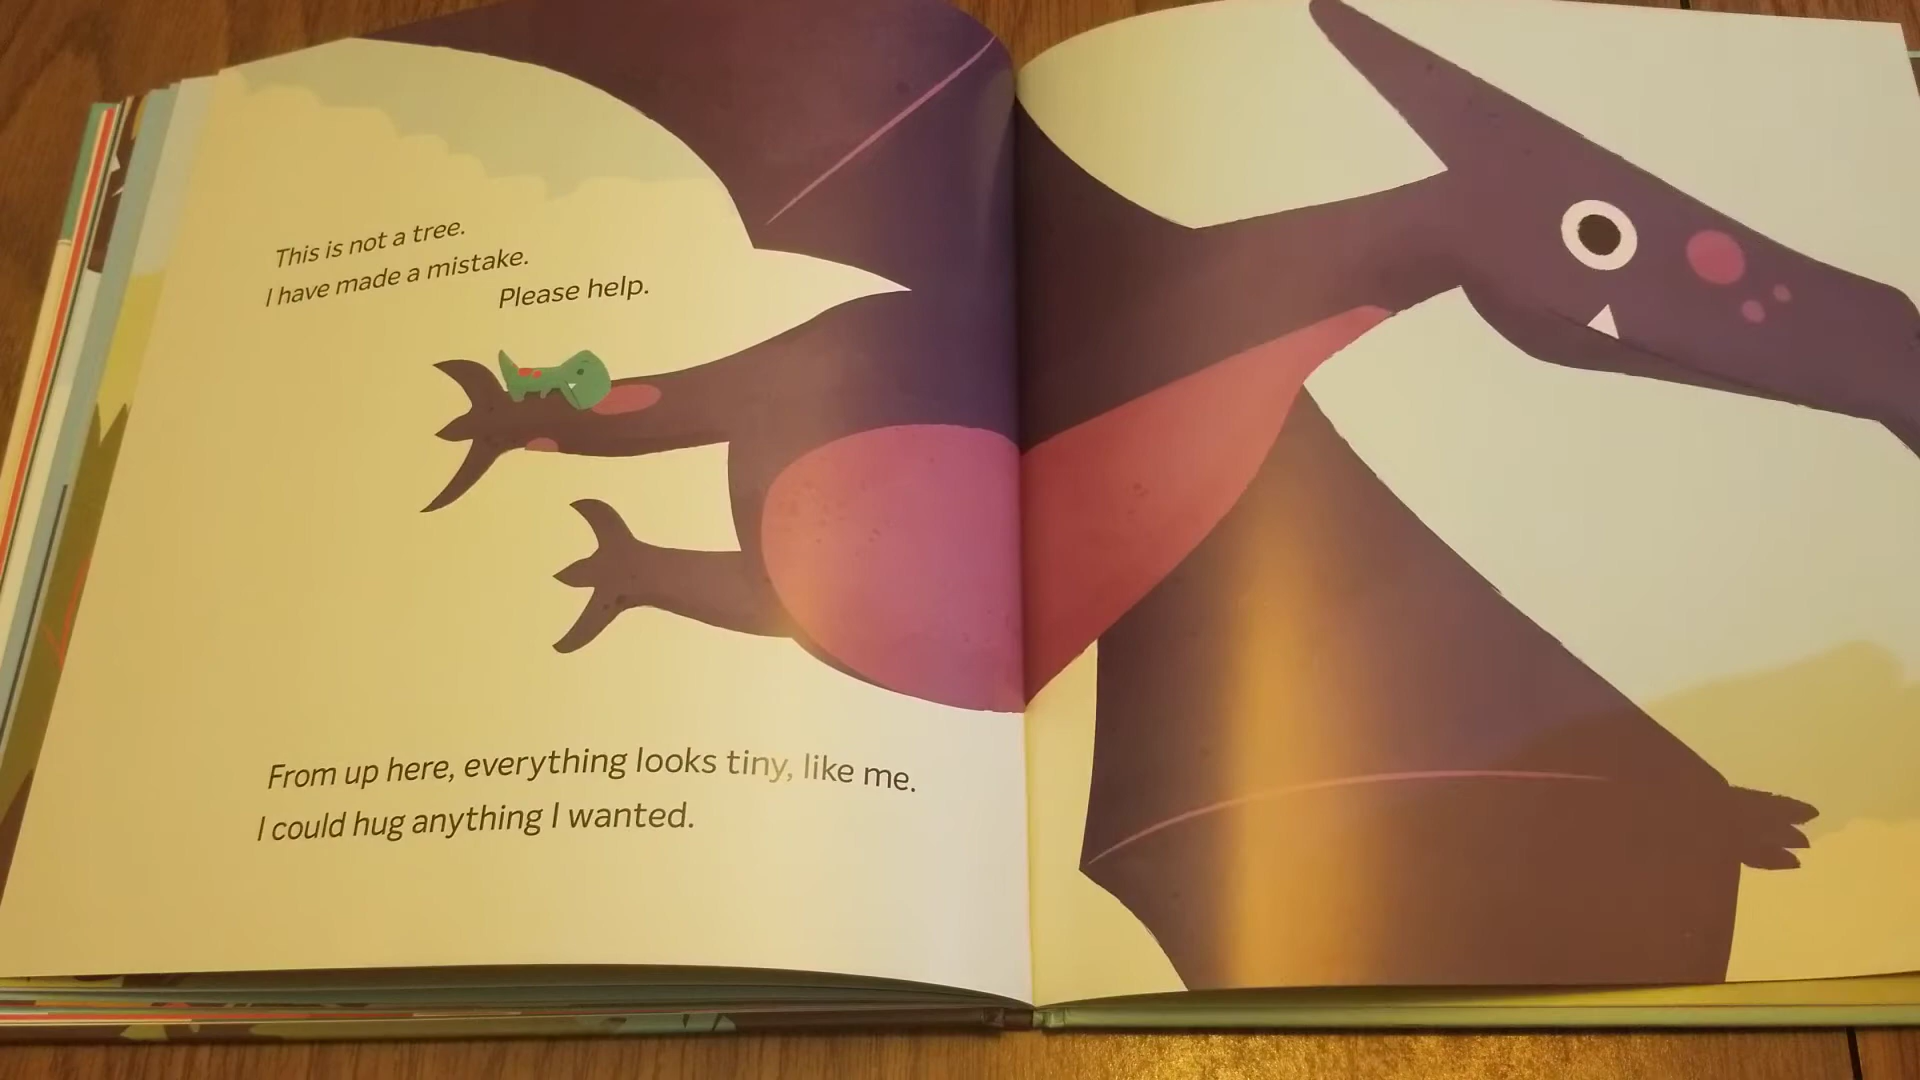 This is not a tree.
I have made a mistake.
Please help.
From up here, everything looks tiny, like me.
I could hug anything I wanted.